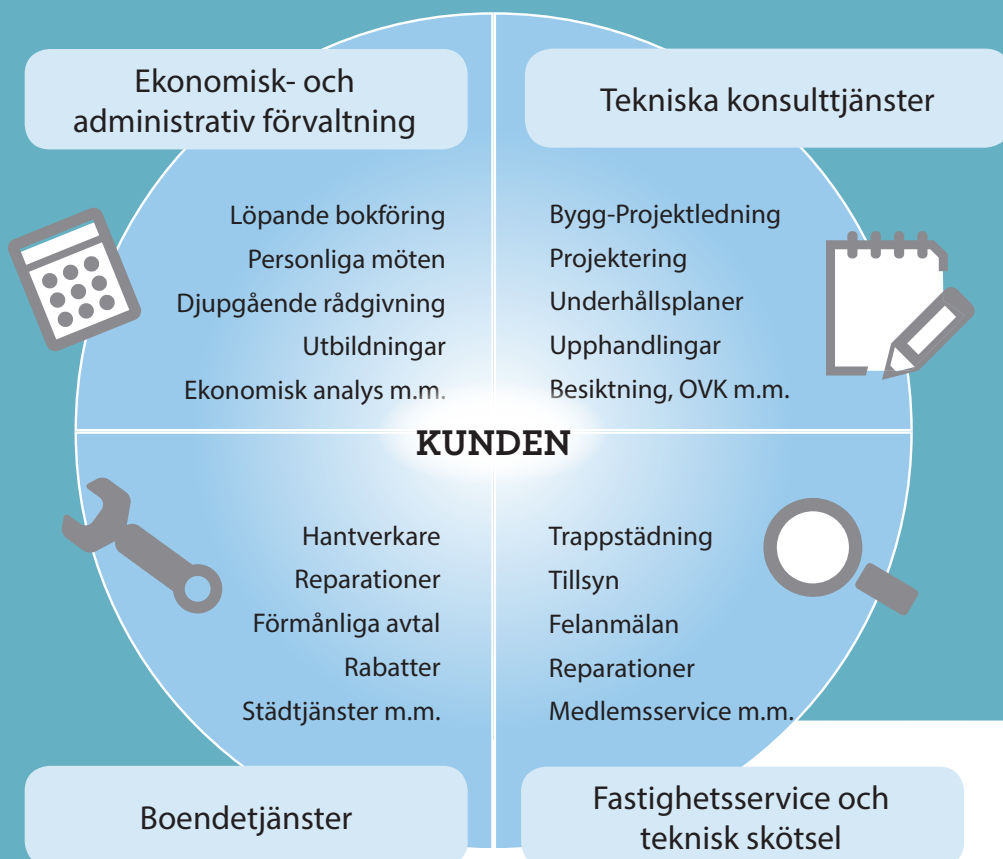 Ekonomisk- och
administrativ förvaltning
Löpande bokföring
Personliga möten
Djupgående rådgivning
Utbildningar
Ekonomisk analys m.m.
Tekniska konsulttjänster
Bygg-Projektledning
Projektering
Underhållsplaner
Upphandlingar
Besiktning, OVK m.m.
KUNDEN
Hantverkare
Reparationer
Förmånliga avtal
Rabatter
Städtjänster m.m.
Boendetjänster
Trappstädning
Tillsyn
Felanmälan
Reparationer
Medlemsservice m.m.
Fastighetsservice och
teknisk skötsel